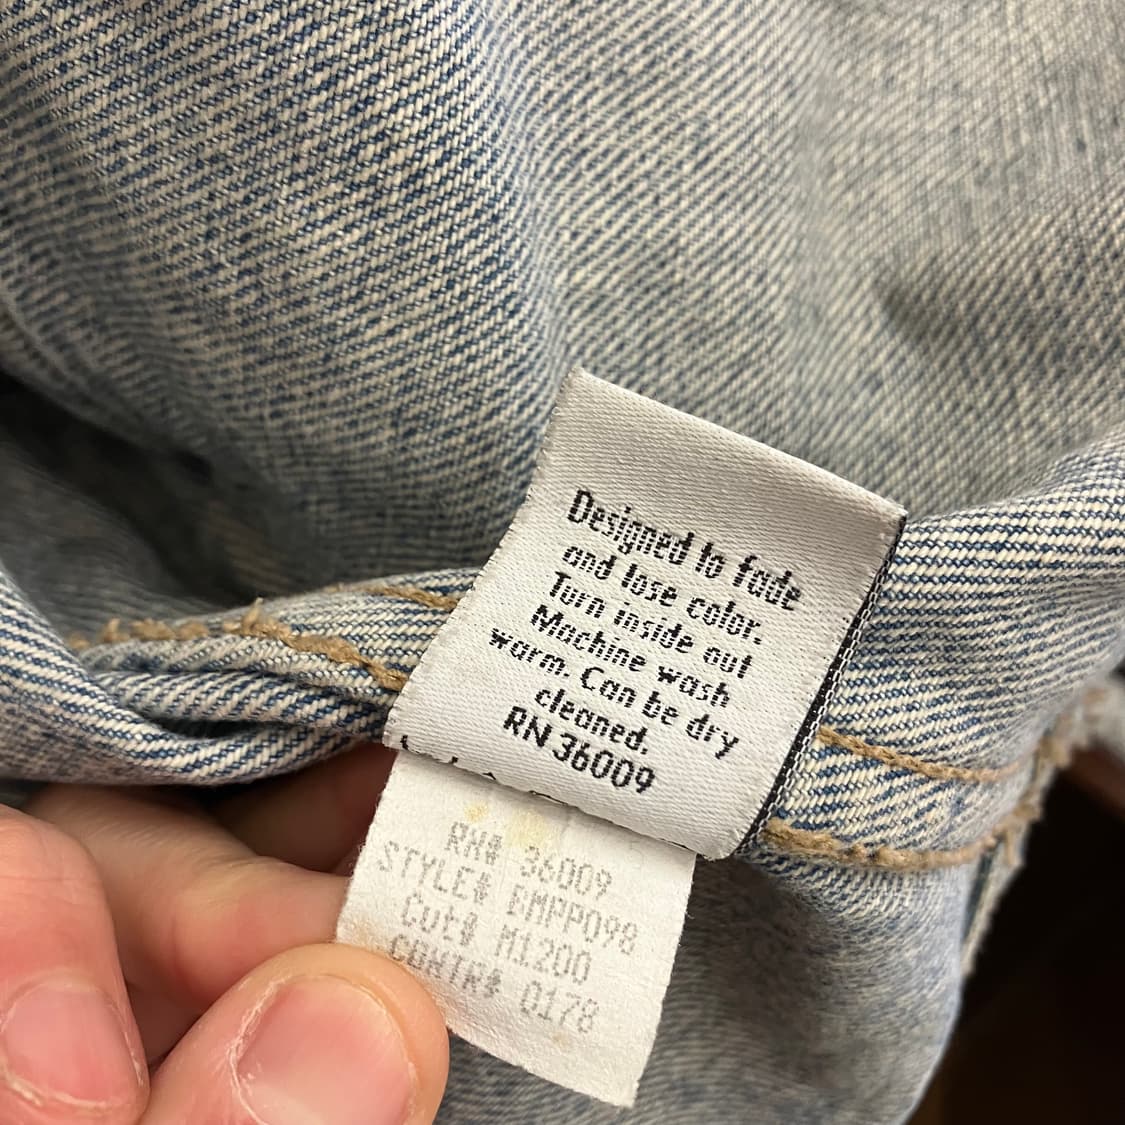 Designed to fade
and lose color.
Turn inside out
Machine wash
warm. Can be dry
cleaned.
RN 36009
RN# 36009
STYLE# EMPP098
Cut# M1200
CONTR# 0178